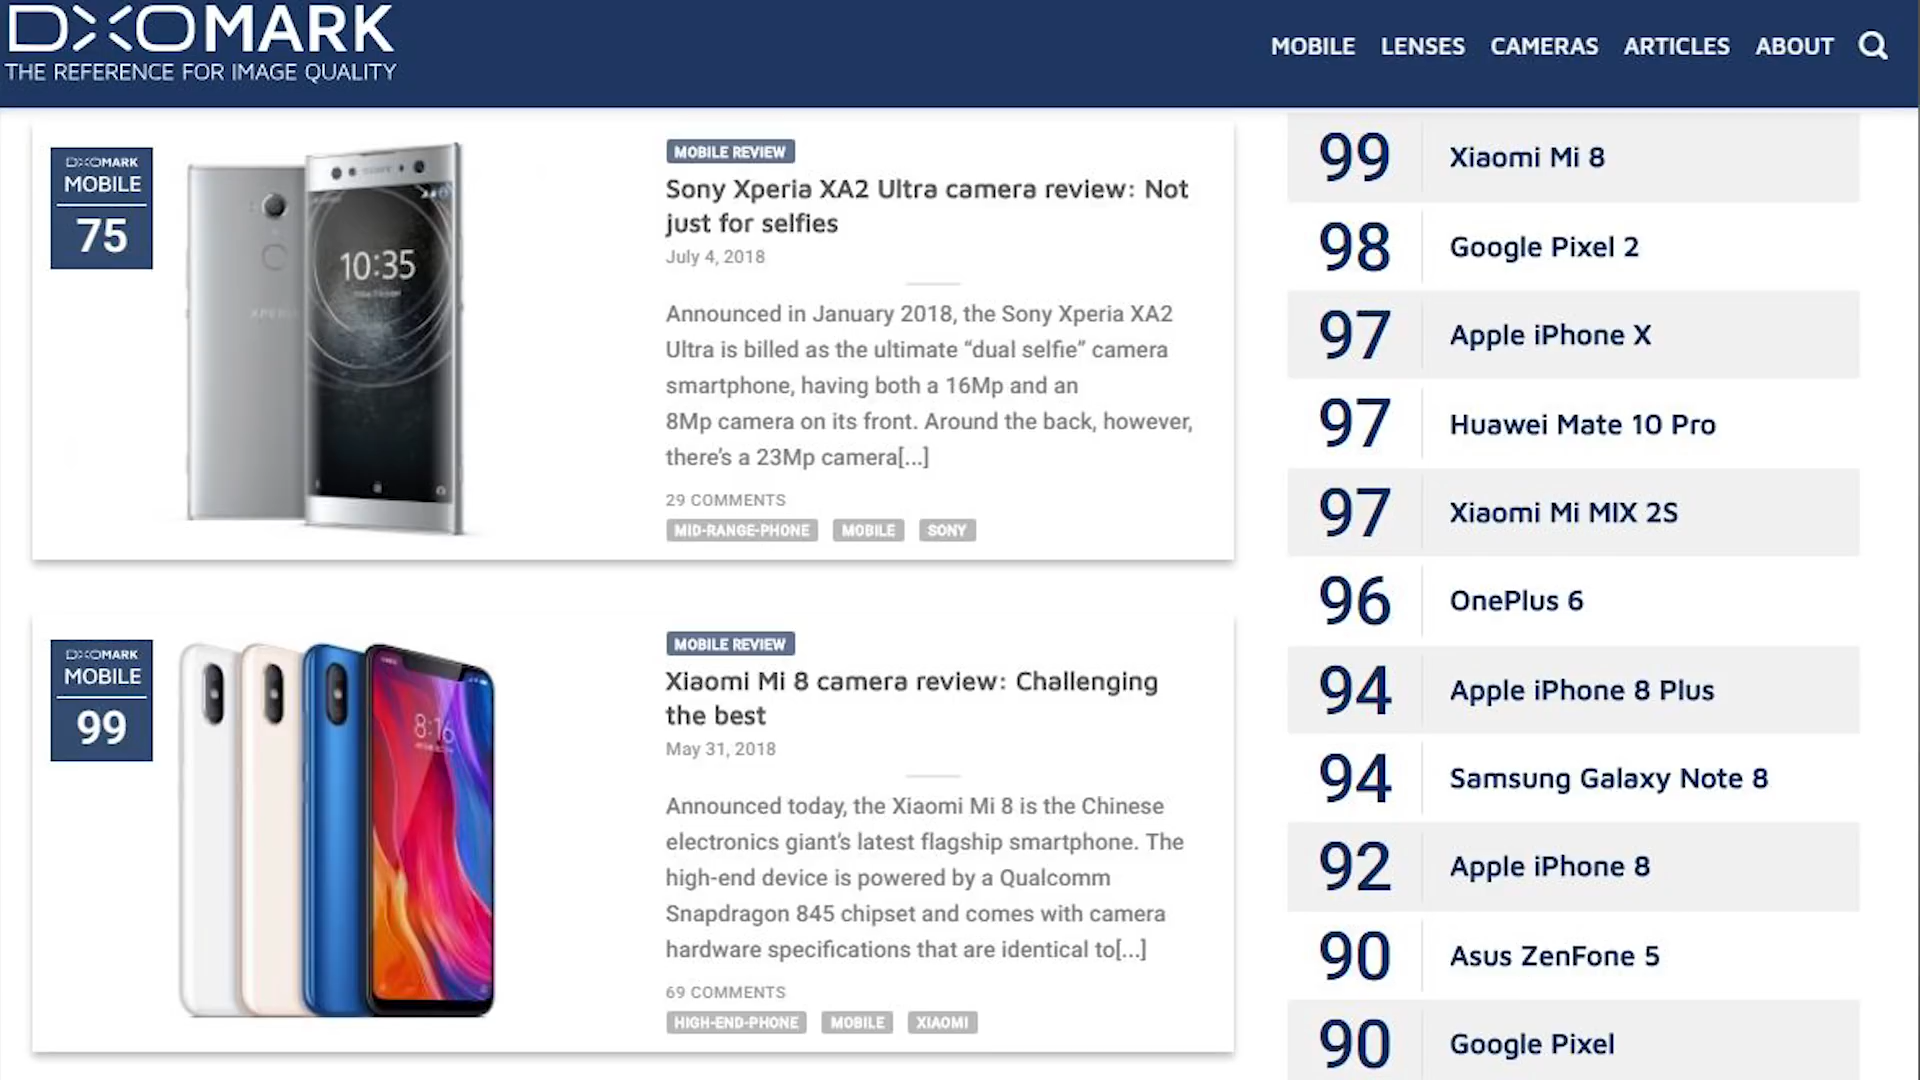 DXOMARK
THE REFERENCE FOR IMAGE QUALITY
MOBILE LENSES CAMERAS ARTICLES ABOUT
DXOMARK
MOBILE
75
SONY
10:35
XPERIA
MOBILE REVIEW
Sony Xperia XA2 Ultra camera review: Not
just for selfies
July 4, 2018
Announced in January 2018, the Sony Xperia XA2
Ultra is billed as the ultimate “dual selfie” camera
smartphone, having both a 16Mp and an
8Mp camera on its front. Around the back, however,
there’s a 23Mp camera[...]
29 COMMENTS
MID-RANGE-PHONE MOBILE SONY
DXOMARK
MOBILE
99
8:16
MOBILE REVIEW
Xiaomi Mi 8 camera review: Challenging
the best
May 31, 2018
Announced today, the Xiaomi Mi 8 is the Chinese
electronics giant’s latest flagship smartphone. The
high-end device is powered by a Qualcomm
Snapdragon 845 chipset and comes with camera
hardware specifications that are identical to[...]
69 COMMENTS
HIGH-END-PHONE MOBILE XIAOMI
99 Xiaomi Mi 8
98 Google Pixel 2
97 Apple iPhone X
97 Huawei Mate 10 Pro
97 Xiaomi Mi MIX 2S
96 OnePlus 6
94 Apple iPhone 8 Plus
94 Samsung Galaxy Note 8
92 Apple iPhone 8
90 Asus ZenFone 5
90 Google Pixel